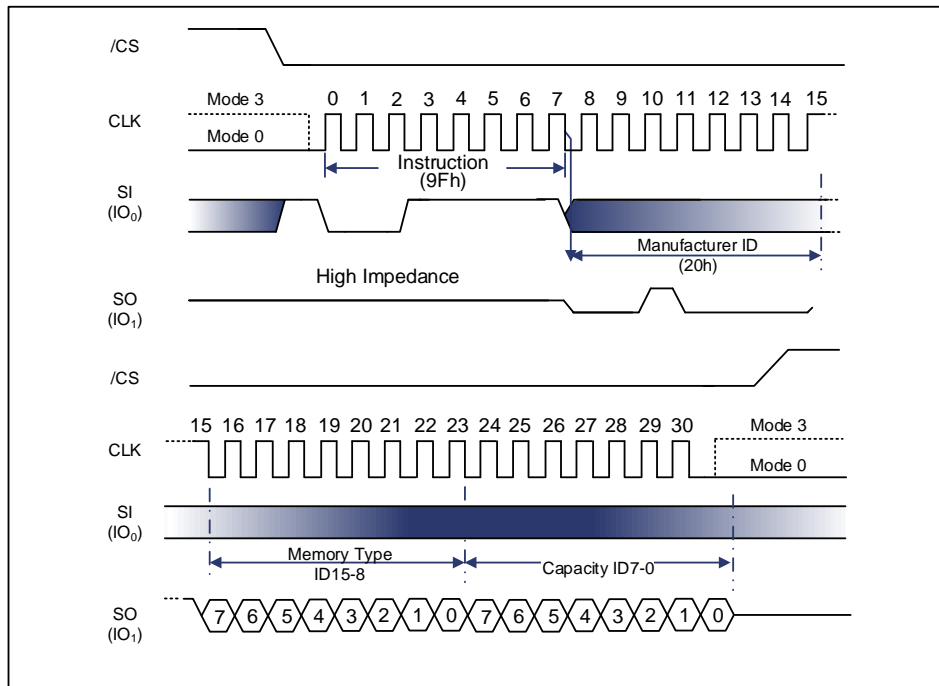 /CS
Mode 3
0 1 2 3 4 5 6 7 8 9 10 11 12 13 14 15
CLK
Mode 0
Instruction
(9Fh)
SI
(IO0)
Manufacturer ID
(20h)
High Impedance
SO
(IO1)
/CS
15 16 17 18 19 20 21 22 23 24 25 26 27 28 29 30
Mode 3
CLK
Mode 0
SI
(IO0)
Memory Type
ID15-8
Capacity ID7-0
SO
(IO1)
7 6 5 4 3 2 1 0 7 6 5 4 3 2 1 0